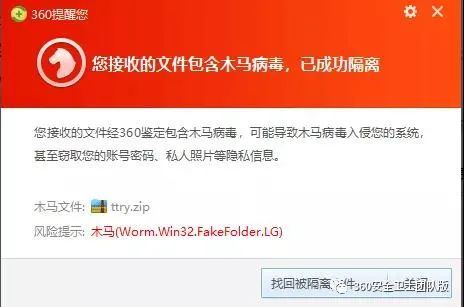 360提醒您
您接收的文件包含木马病毒，已成功隔离
您接收的文件经360鉴定包含木马病毒，可能导致木马病毒入侵您的系统，
甚至窃取您的账号密码、私人照片等隐私信息。
木马文件: ttry.zip
风险提示: 木马(Worm.Win32.FakeFolder.LG)
找回被隔离文件 关闭
360安全卫士团队版